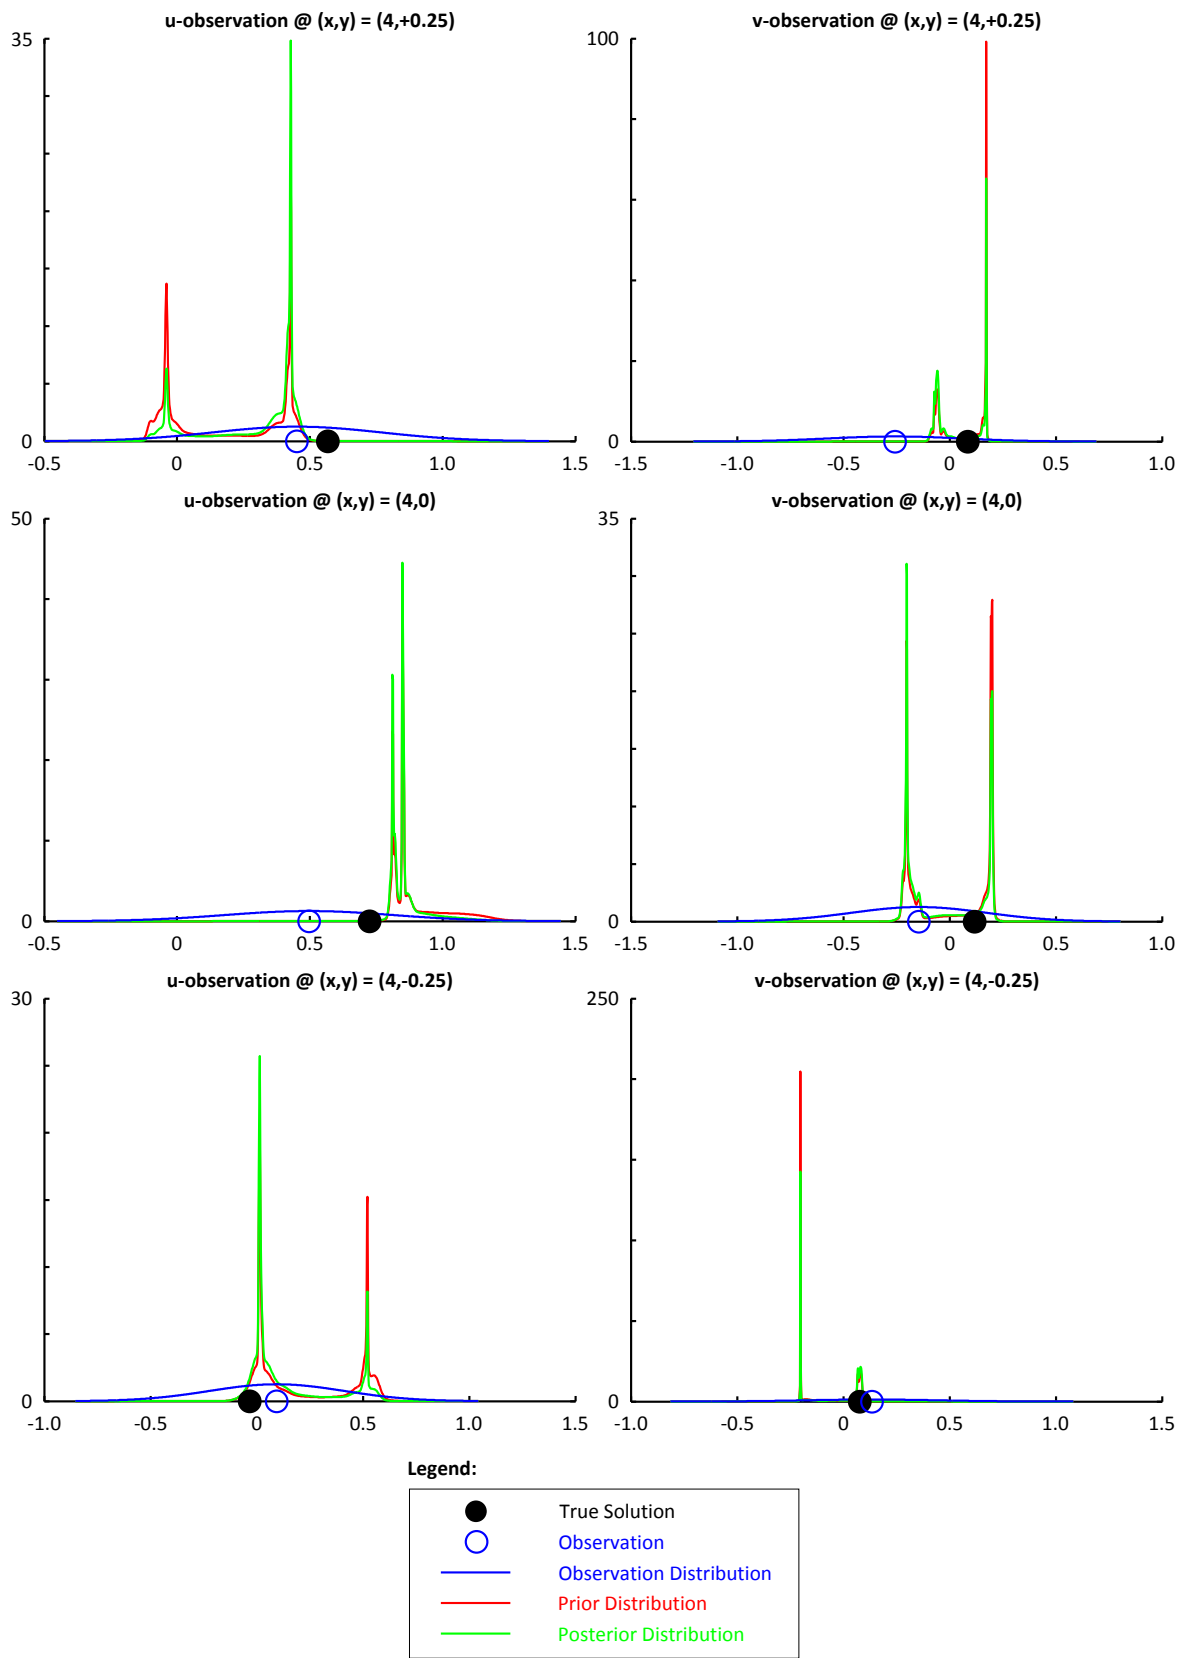 u-observation @ (x,y) = (4,+0.25)
v-observation @ (x,y) = (4,+0.25)
35
0
-0.5 0 0.5 1.0 1.5
100
0
-1.5 -1.0 -0.5 0 0.5 1.0
u-observation @ (x,y) = (4,0)
v-observation @ (x,y) = (4,0)
50
0
-0.5 0 0.5 1.0 1.5
35
0
-1.5 -1.0 -0.5 0 0.5 1.0
u-observation @ (x,y) = (4,-0.25)
v-observation @ (x,y) = (4,-0.25)
30
0
-1.0 -0.5 0 0.5 1.0 1.5
250
0
-1.0 -0.5 0 0.5 1.0 1.5
Legend:
True Solution
Observation
Observation Distribution
Prior Distribution
Posterior Distribution